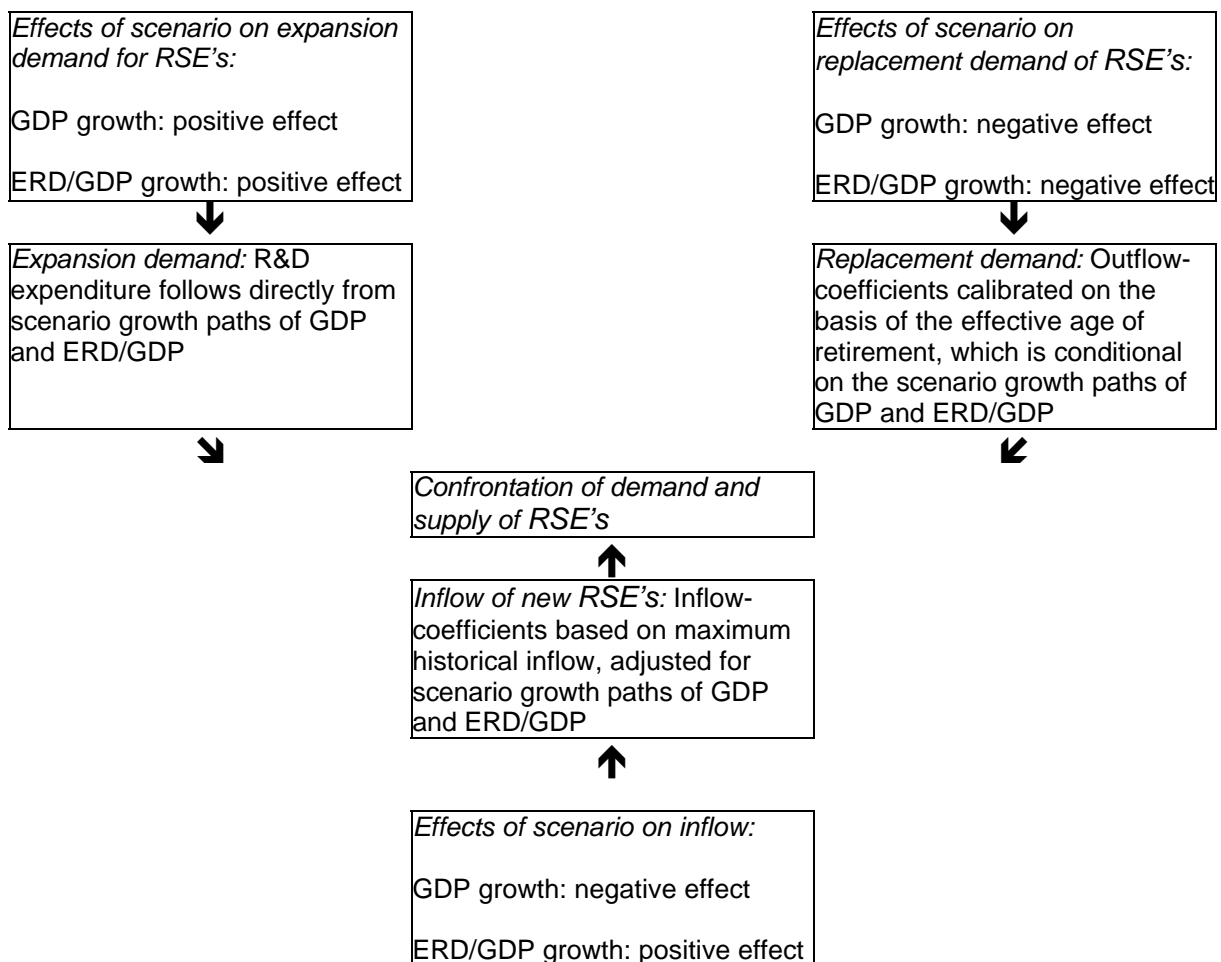 Effects of scenario on expansion
demand for RSE's:
GDP growth: positive effect
ERD/GDP growth: positive effect
Effects of scenario on
replacement demand of RSE's:
GDP growth: negative effect
ERD/GDP growth: negative effect
Expansion demand: R&D
expenditure follows directly from
scenario growth paths of GDP
and ERD/GDP
Replacement demand: Outflow-
coefficients calibrated on the
basis of the effective age of
retirement, which is conditional
on the scenario growth paths of
GDP and ERD/GDP
Confrontation of demand and
supply of RSE's
Inflow of new RSE's: Inflow-
coefficients based on maximum
historical inflow, adjusted for
scenario growth paths of GDP
and ERD/GDP
Effects of scenario on inflow:
GDP growth: negative effect
ERD/GDP growth: positive effect